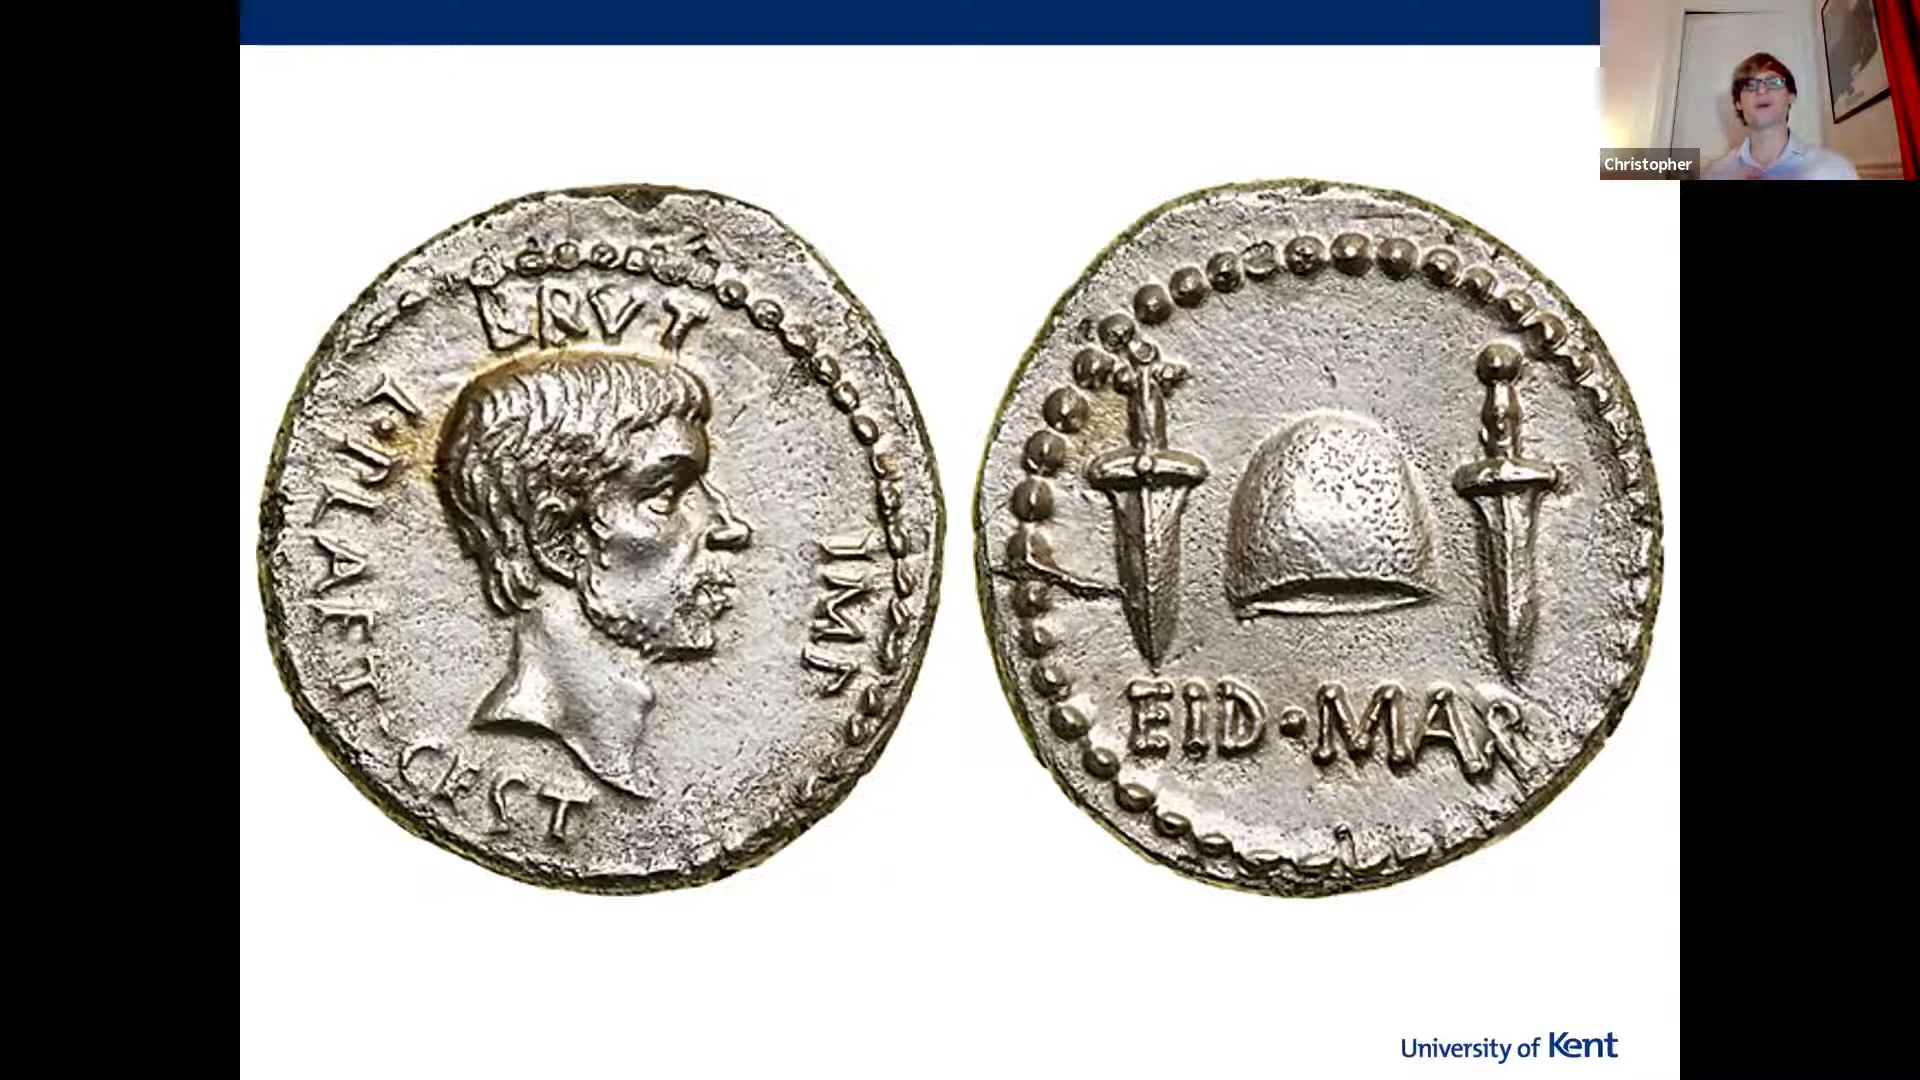 Christopher
BRVT
IMP
L·PLAET
CEST
EID·MAR
University of Kent